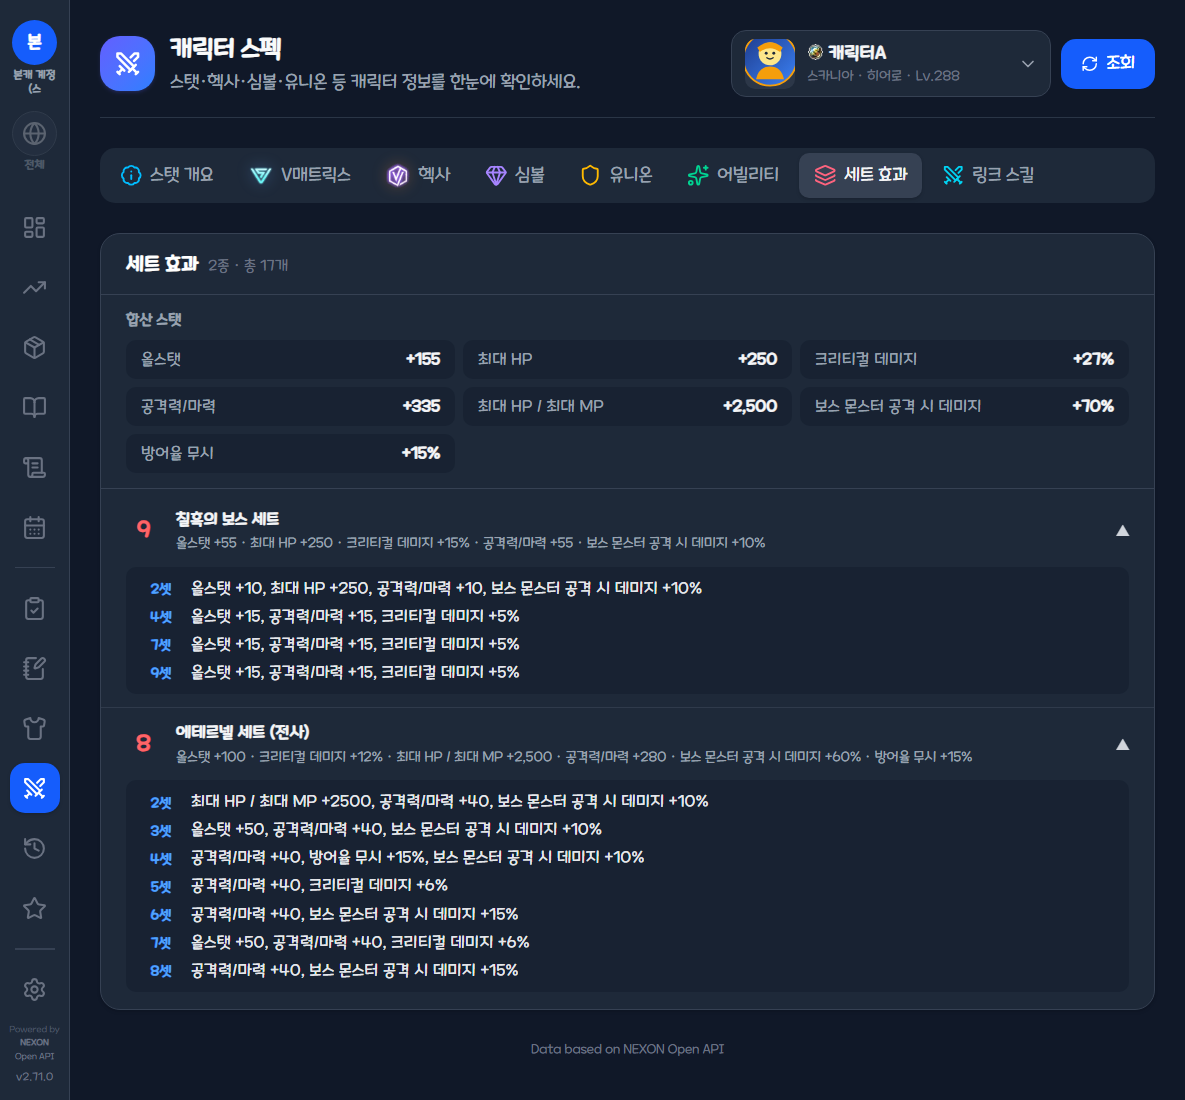 본
본캐 계정
(스
전체
Powered by
NEXON
Open API
v2.71.0
캐릭터 스펙
스탯·헥사·심볼·유니온 등 캐릭터 정보를 한눈에 확인하세요.
캐릭터A
스카니아 · 히어로 · Lv.288
조회
스탯 개요
V매트릭스
헥사
심볼
유니온
어빌리티
세트 효과
링크 스킬
세트 효과 2종 · 총 17개
합산 스탯
올스탯 +155
최대 HP +250
크리티컬 데미지 +27%
공격력/마력 +335
최대 HP / 최대 MP +2,500
보스 몬스터 공격 시 데미지 +70%
방어율 무시 +15%
9
칠흑의 보스 세트
올스탯 +55 · 최대 HP +250 · 크리티컬 데미지 +15% · 공격력/마력 +55 · 보스 몬스터 공격 시 데미지 +10%
▲
2셋 올스탯 +10, 최대 HP +250, 공격력/마력 +10, 보스 몬스터 공격 시 데미지 +10%
4셋 올스탯 +15, 공격력/마력 +15, 크리티컬 데미지 +5%
7셋 올스탯 +15, 공격력/마력 +15, 크리티컬 데미지 +5%
9셋 올스탯 +15, 공격력/마력 +15, 크리티컬 데미지 +5%
8
에테르넬 세트 (전사)
올스탯 +100 · 크리티컬 데미지 +12% · 최대 HP / 최대 MP +2,500 · 공격력/마력 +280 · 보스 몬스터 공격 시 데미지 +60% · 방어율 무시 +15%
▲
2셋 최대 HP / 최대 MP +2500, 공격력/마력 +40, 보스 몬스터 공격 시 데미지 +10%
3셋 올스탯 +50, 공격력/마력 +40, 보스 몬스터 공격 시 데미지 +10%
4셋 공격력/마력 +40, 방어율 무시 +15%, 보스 몬스터 공격 시 데미지 +10%
5셋 공격력/마력 +40, 크리티컬 데미지 +6%
6셋 공격력/마력 +40, 보스 몬스터 공격 시 데미지 +15%
7셋 올스탯 +50, 공격력/마력 +40, 크리티컬 데미지 +6%
8셋 공격력/마력 +40, 보스 몬스터 공격 시 데미지 +15%
Data based on NEXON Open API